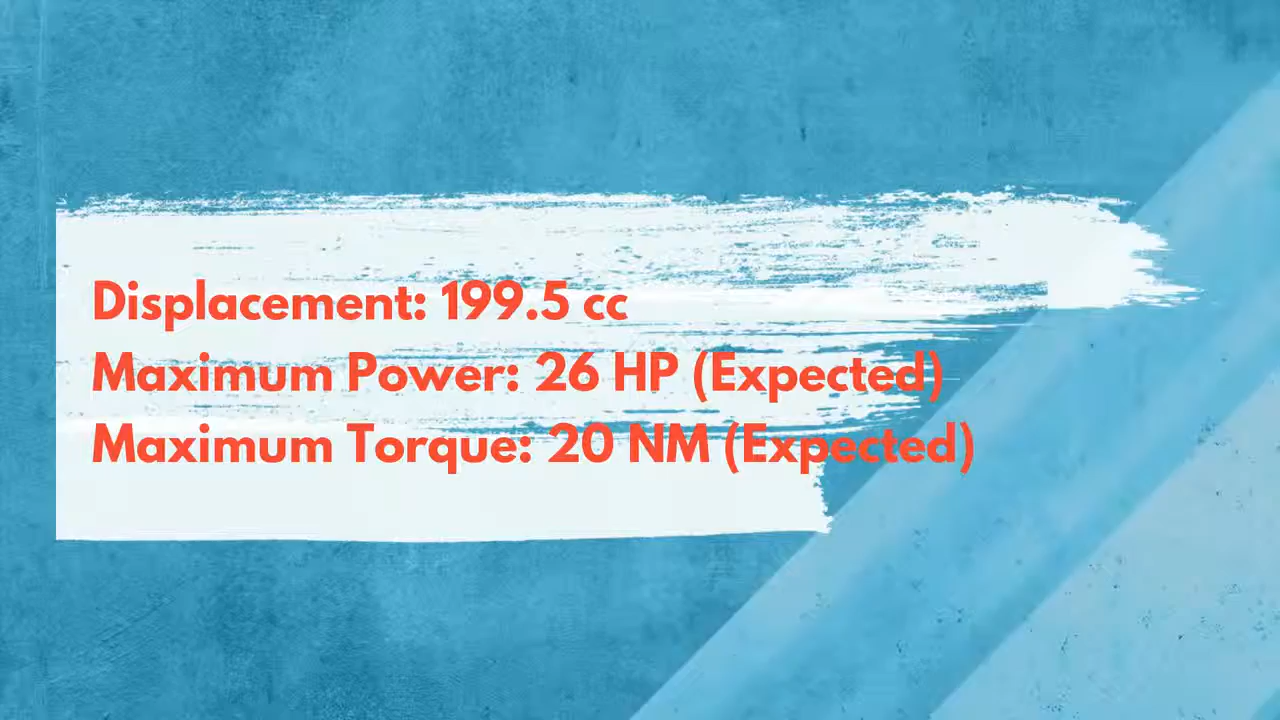 Displacement: 199.5 cc
Maximum Power: 26 HP (Expected)
Maximum Torque: 20 NM (Expected)